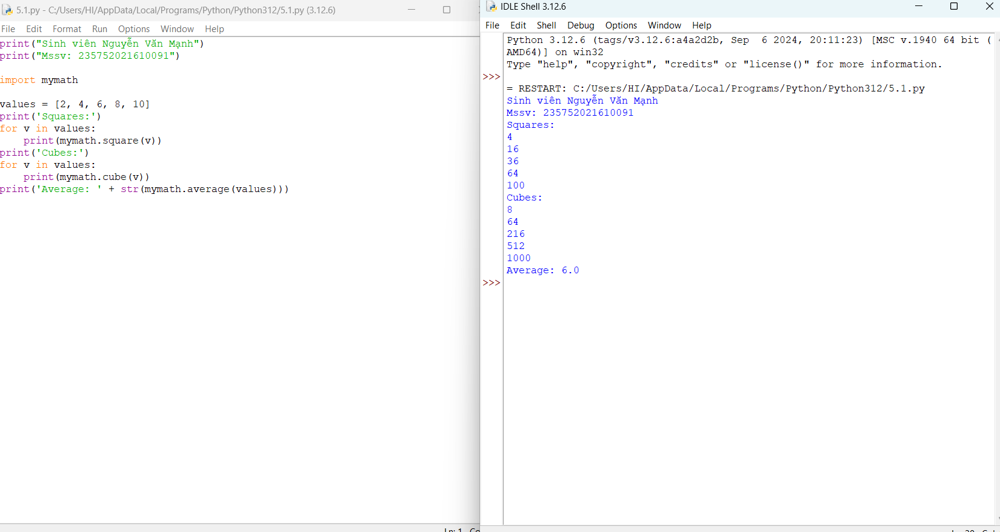 5.1.py - C:/Users/HI/AppData/Local/Programs/Python/Python312/5.1.py (3.12.6)
File Edit Format Run Options Window Help
print("Sinh viên Nguyễn Văn Mạnh")
print("Mssv: 235752021610091")
import mymath
values = [2, 4, 6, 8, 10]
print('Squares:')
for v in values:
    print(mymath.square(v))
print('Cubes:')
for v in values:
    print(mymath.cube(v))
print('Average: ' + str(mymath.average(values)))
IDLE Shell 3.12.6
File Edit Shell Debug Options Window Help
Python 3.12.6 (tags/v3.12.6:a4a2d2b, Sep  6 2024, 20:11:23) [MSC v.1940 64 bit (
AMD64)] on win32
Type "help", "copyright", "credits" or "license()" for more information.
>>>
= RESTART: C:/Users/HI/AppData/Local/Programs/Python/Python312/5.1.py
Sinh viên Nguyễn Văn Mạnh
Mssv: 235752021610091
Squares:
4
16
36
64
100
Cubes:
8
64
216
512
1000
Average: 6.0
>>>